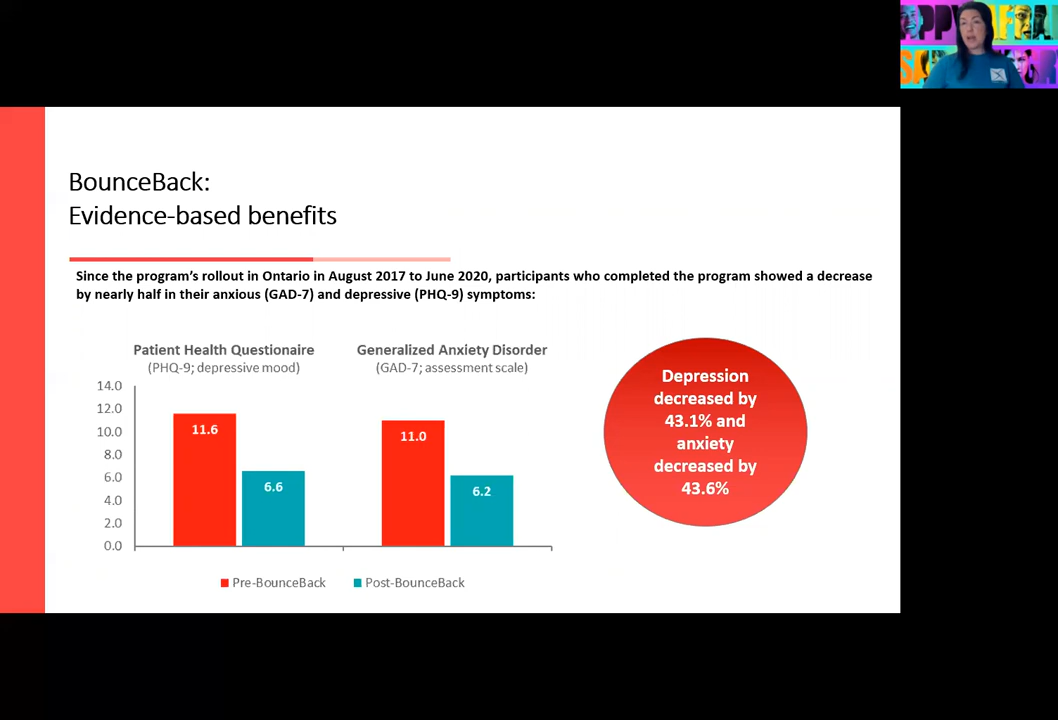 BounceBack:
Evidence-based benefits
Since the program's rollout in Ontario in August 2017 to June 2020, participants who completed the program showed a decrease
by nearly half in their anxious (GAD-7) and depressive (PHQ-9) symptoms:
Patient Health Questionaire
(PHQ-9; depressive mood)
Generalized Anxiety Disorder
(GAD-7; assessment scale)
14.0
12.0
10.0
8.0
6.0
4.0
2.0
0.0
11.6
6.6
11.0
6.2
Pre-BounceBack
Post-BounceBack
Depression
decreased by
43.1% and
anxiety
decreased by
43.6%